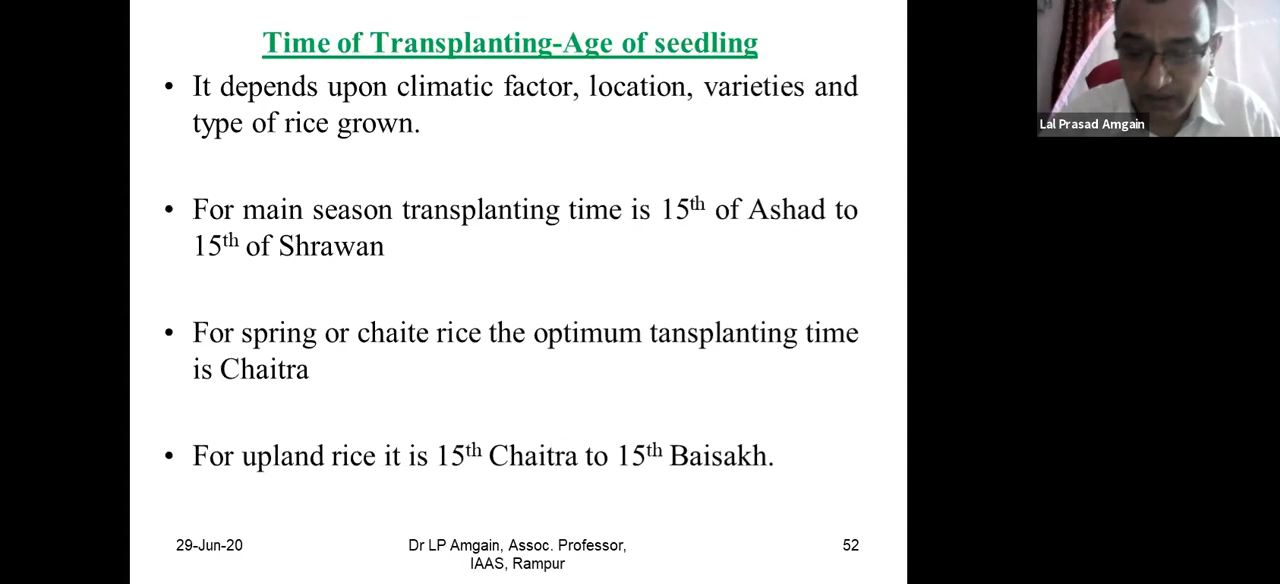 Time of Transplanting-Age of seedling
• It depends upon climatic factor, location, varieties and
type of rice grown.
• For main season transplanting time is 15th of Ashad to
15th of Shrawan
• For spring or chaite rice the optimum tansplanting time
is Chaitra
• For upland rice it is 15th Chaitra to 15th Baisakh.
29-Jun-20
Dr LP Amgain, Assoc. Professor,
IAAS, Rampur
52
Lal Prasad Amgain